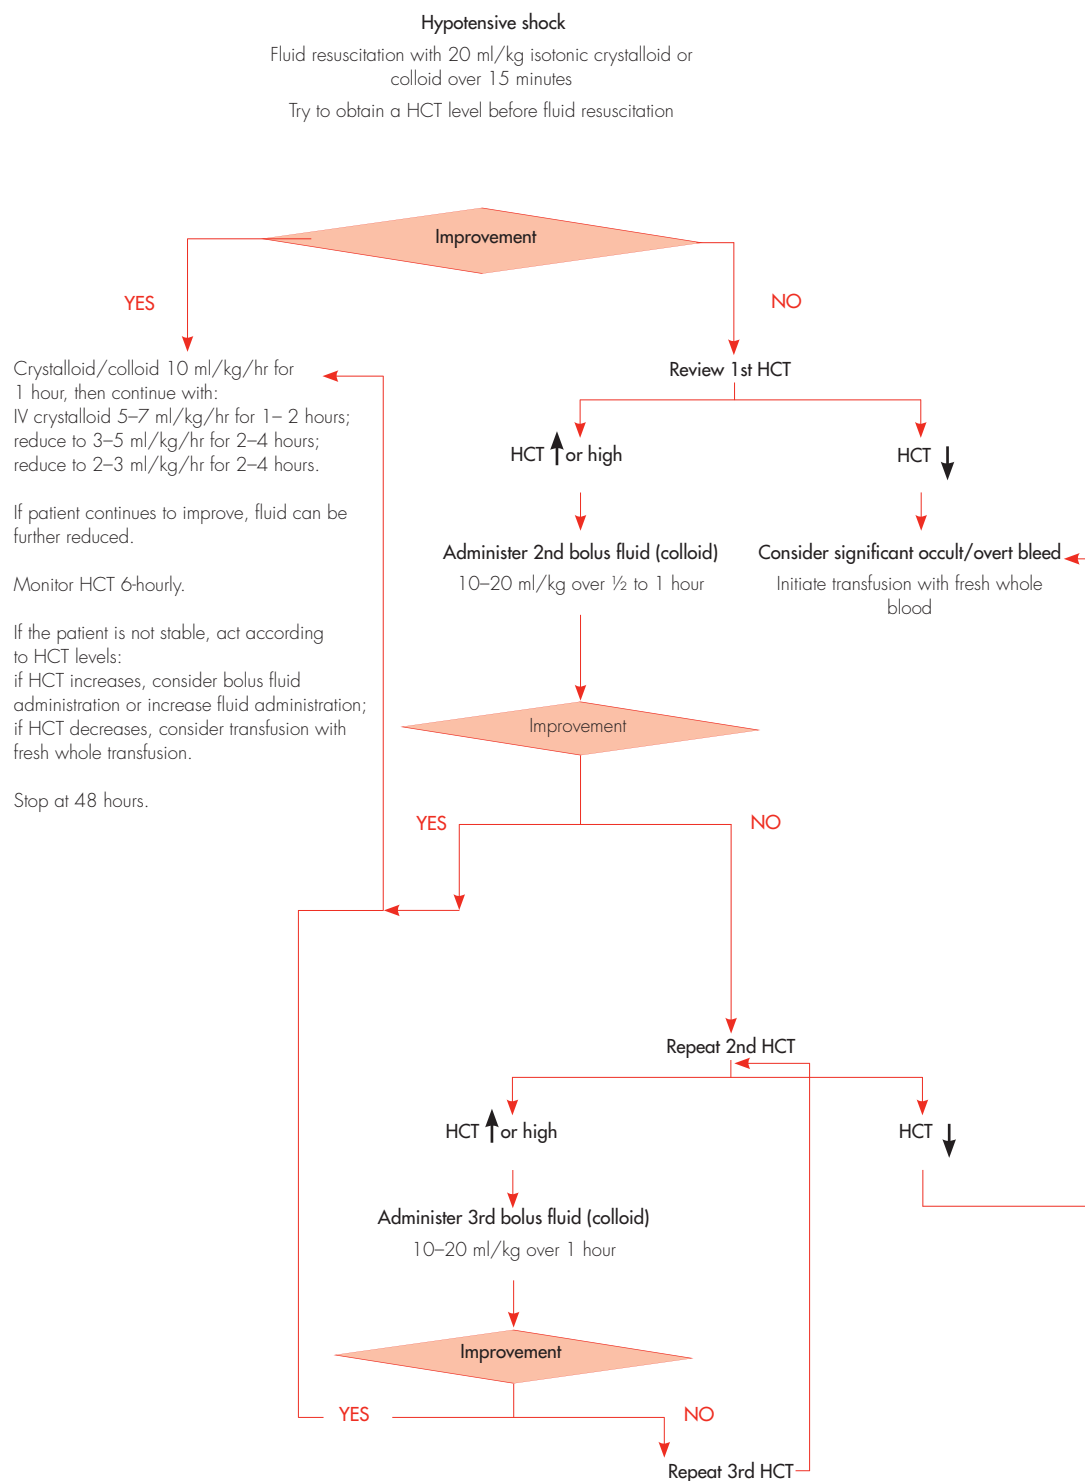 Hypotensive shock
Fluid resuscitation with 20 ml/kg isotonic crystalloid or
colloid over 15 minutes
Try to obtain a HCT level before fluid resuscitation
Improvement
YES
NO
Crystalloid/colloid 10 ml/kg/hr for
1 hour, then continue with:
IV crystalloid 5–7 ml/kg/hr for 1– 2 hours;
reduce to 3–5 ml/kg/hr for 2–4 hours;
reduce to 2–3 ml/kg/hr for 2–4 hours.
If patient continues to improve, fluid can be
further reduced.
Monitor HCT 6-hourly.
If the patient is not stable, act according
to HCT levels:
if HCT increases, consider bolus fluid
administration or increase fluid administration;
if HCT decreases, consider transfusion with
fresh whole transfusion.
Stop at 48 hours.
Review 1st HCT
HCT ↑ or high
HCT ↓
Administer 2nd bolus fluid (colloid)
10–20 ml/kg over ½ to 1 hour
Consider significant occult/overt bleed
Initiate transfusion with fresh whole
blood
Improvement
YES
NO
Repeat 2nd HCT
HCT ↑ or high
HCT ↓
Administer 3rd bolus fluid (colloid)
10–20 ml/kg over 1 hour
Improvement
YES
NO
Repeat 3rd HCT